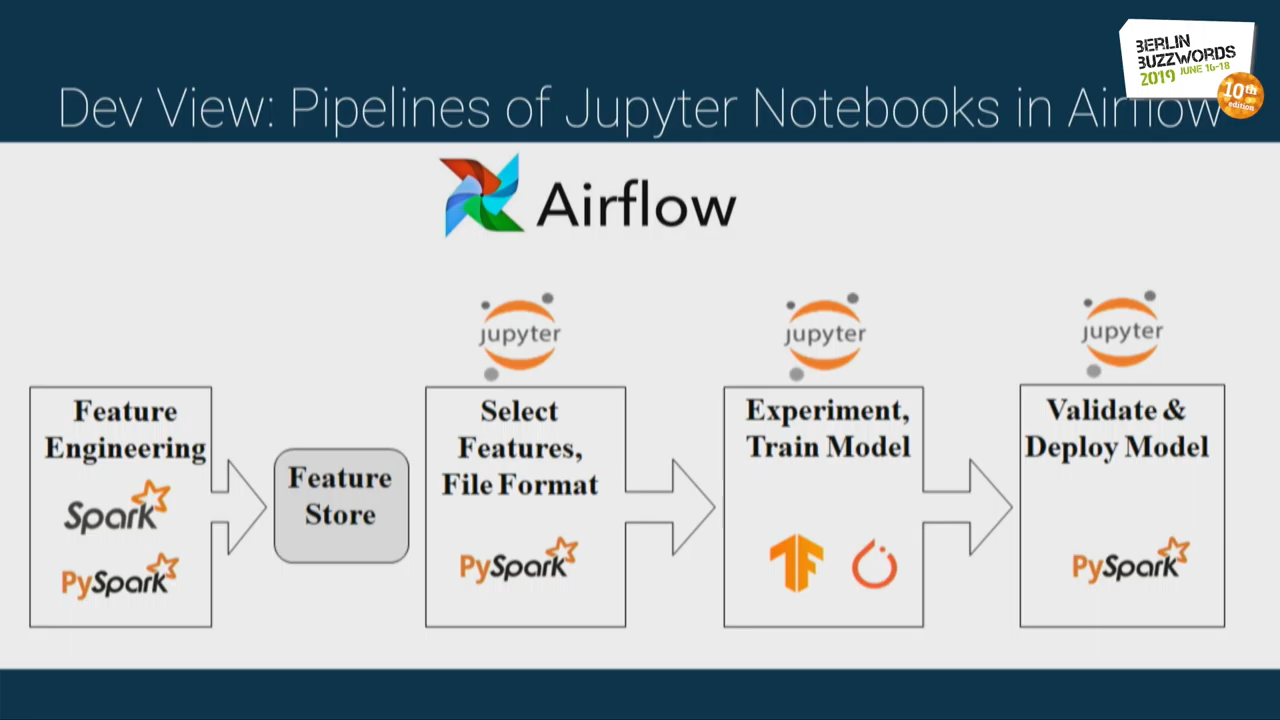 BERLIN
BUZZWORDS
2019 JUNE 16-18
10th
edition
Dev View: Pipelines of Jupyter Notebooks in Airflow
Airflow
jupyter
jupyter
jupyter
Feature
Engineering
Spark
PySpark
Feature
Store
Select
Features,
File Format
PySpark
Experiment,
Train Model
Validate &
Deploy Model
PySpark